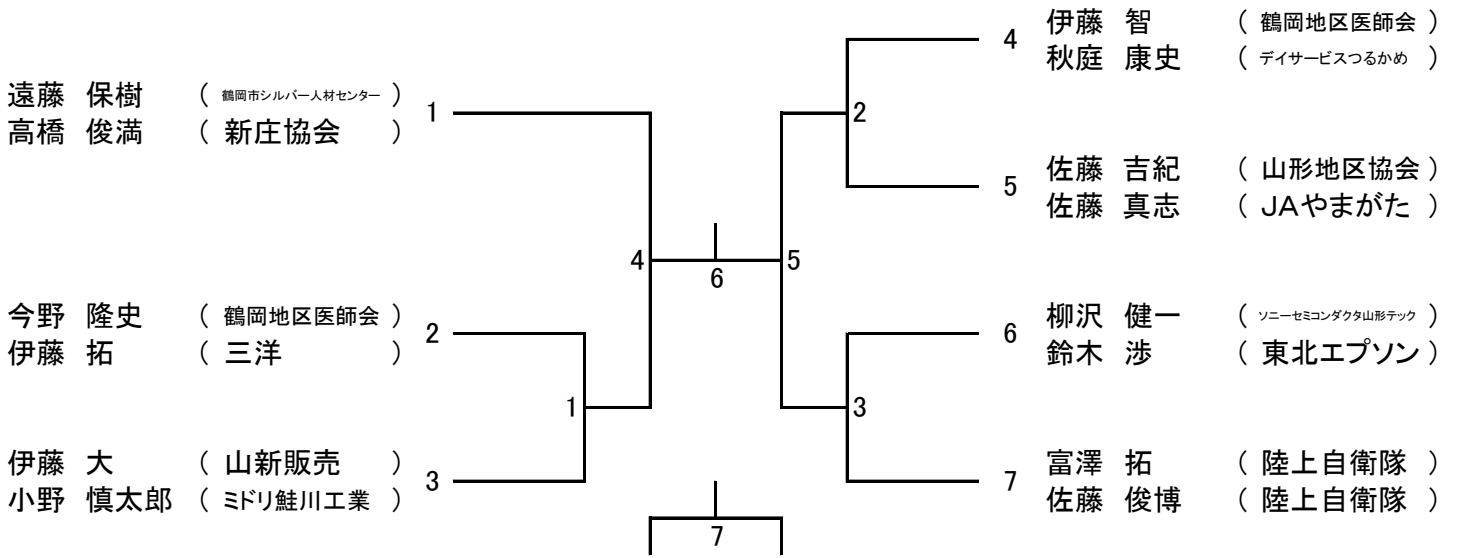 遠藤 保樹 ( 鶴岡市シルバー人材センター ) 1
高橋 俊満 ( 新庄協会 )
今野 隆史 ( 鶴岡地区医師会 ) 2
伊藤 拓 ( 三洋 )
伊藤 大 ( 山新販売 ) 3
小野 慎太郎 ( ミドリ鮭川工業 )
1
4
6
7
5
2
3
4 伊藤 智 ( 鶴岡地区医師会 )
秋庭 康史 ( デイサービスつるかめ )
5 佐藤 吉紀 ( 山形地区協会 )
佐藤 真志 ( JAやまがた )
6 柳沢 健一 ( ソニーセミコンダクタ山形テック )
鈴木 渉 ( 東北エプソン )
7 富澤 拓 ( 陸上自衛隊 )
佐藤 俊博 ( 陸上自衛隊 )